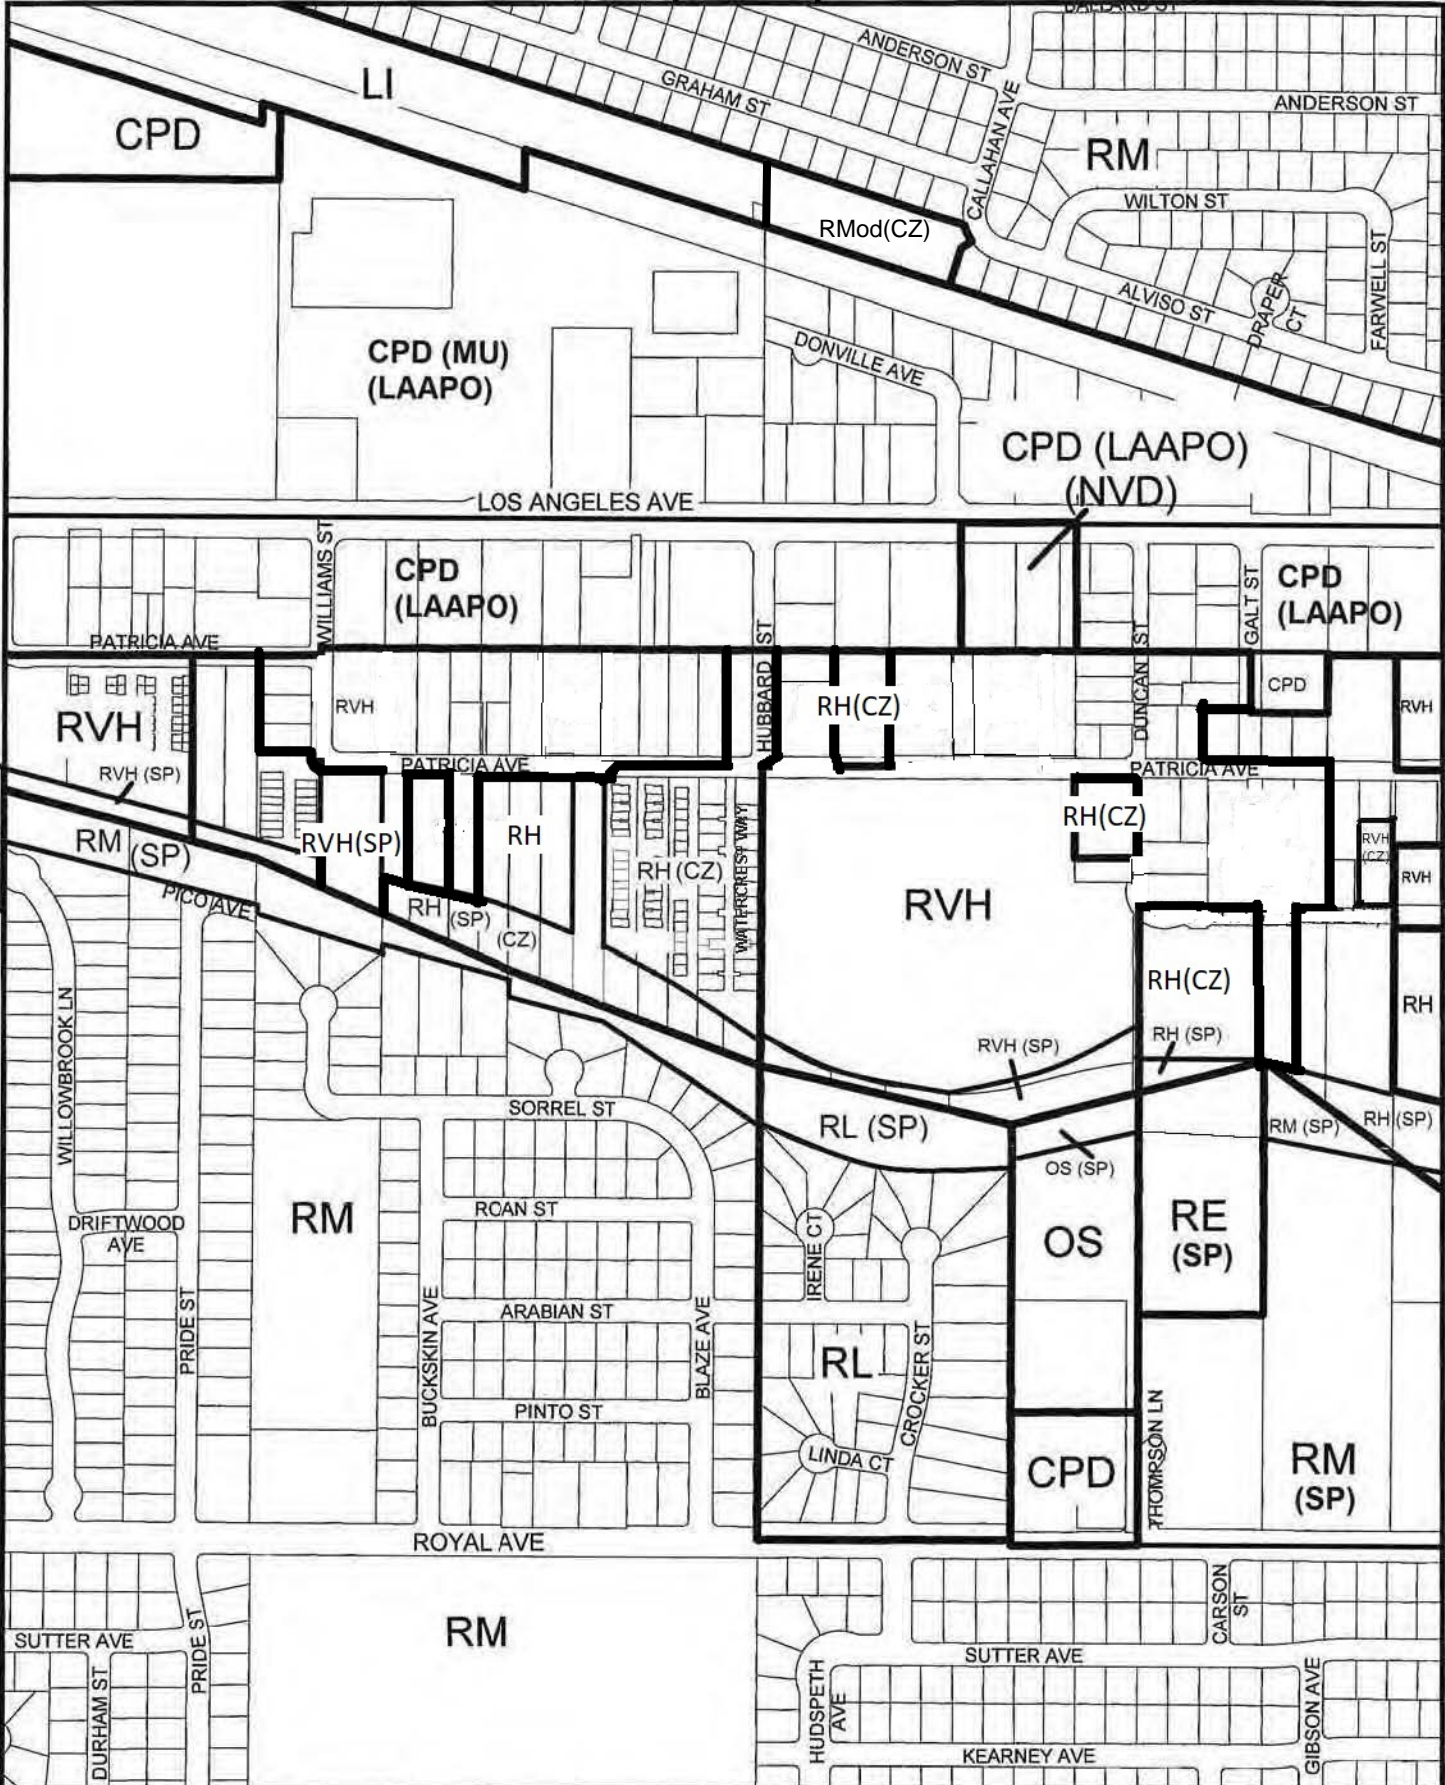 BALLARD ST
ANDERSON ST
LI
GRAHAM ST
CALLAHAN AVE
ANDERSON ST
CPD
RM
WILTON ST
RMod(CZ)
FARWELL ST
ALVISO ST
DRAPER
CT
DONVILLE AVE
CPD (MU)
(LAAPO)
CPD (LAAPO)
(NVD)
LOS ANGELES AVE
WILLIAMS ST
CPD
(LAAPO)
HUBBARD ST
DUNCAN ST
GALT ST
CPD
(LAAPO)
PATRICIA AVE
RVH
RVH
RH(CZ)
CPD
RVH
PATRICIA AVE
PATRICIA AVE
RVH (SP)
RM (SP)
RVH(SP)
RH
RH (CZ)
WATERCREST WAY
RH(CZ)
RVH
(CZ)
RVH
PICO AVE
RH (SP)
(CZ)
RVH
RH(CZ)
RH
WILLOWBROOK LN
RVH (SP)
RH (SP)
SORREL ST
RL (SP)
RM (SP)
RH (SP)
OS (SP)
DRIFTWOOD
AVE
RM
ROAN ST
IRENE CT
OS
RE
(SP)
PRIDE ST
BUCKSKIN AVE
ARABIAN ST
BLAZE AVE
RL
CROCKER ST
PINTO ST
LINDA CT
CPD
THOMPSON LN
RM
(SP)
ROYAL AVE
RM
CARSON
ST
SUTTER AVE
PRIDE ST
SUTTER AVE
DURHAM ST
HUDSPETH
AVE
GIBSON AVE
KEARNEY AVE